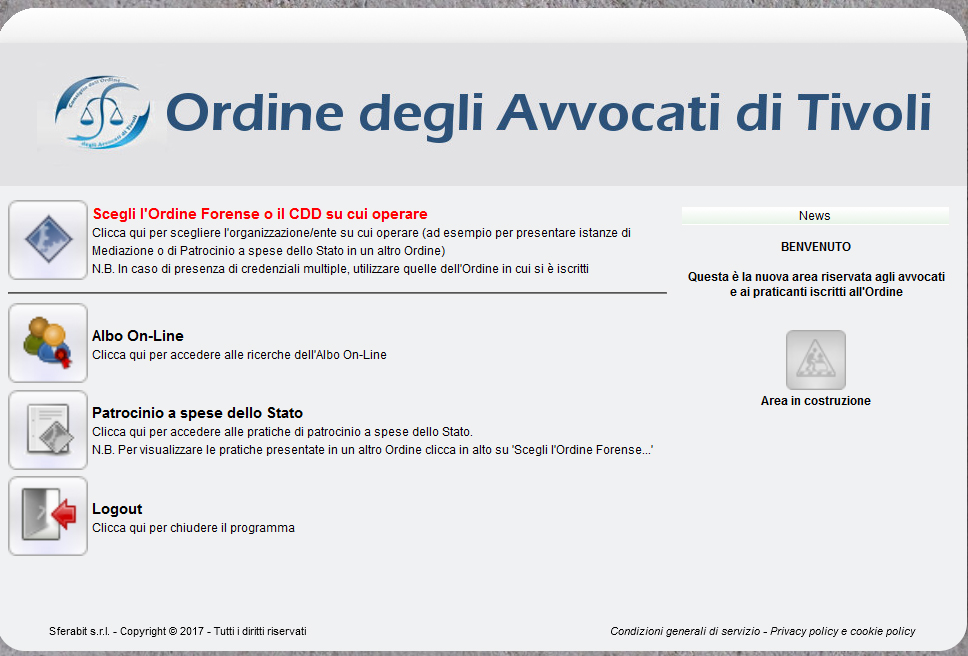 Consiglio dell'Ordine
degli Avvocati di Tivoli
Ordine degli Avvocati di Tivoli
Scegli l'Ordine Forense o il CDD su cui operare
Clicca qui per scegliere l'organizzazione/ente su cui operare (ad esempio per presentare istanze di
Mediazione o di Patrocinio a spese dello Stato in un altro Ordine)
N.B. In caso di presenza di credenziali multiple, utilizzare quelle dell'Ordine in cui si è iscritti
Albo On-Line
Clicca qui per accedere alle ricerche dell'Albo On-Line
Patrocinio a spese dello Stato
Clicca qui per accedere alle pratiche di patrocinio a spese dello Stato.
N.B. Per visualizzare le pratiche presentate in un altro Ordine clicca in alto su 'Scegli l'Ordine Forense...'
Logout
Clicca qui per chiudere il programma
News
BENVENUTO
Questa è la nuova area riservata agli avvocati
e ai praticanti iscritti all'Ordine
Area in costruzione
Sferabit s.r.l. - Copyright © 2017 - Tutti i diritti riservati
Condizioni generali di servizio - Privacy policy e cookie policy